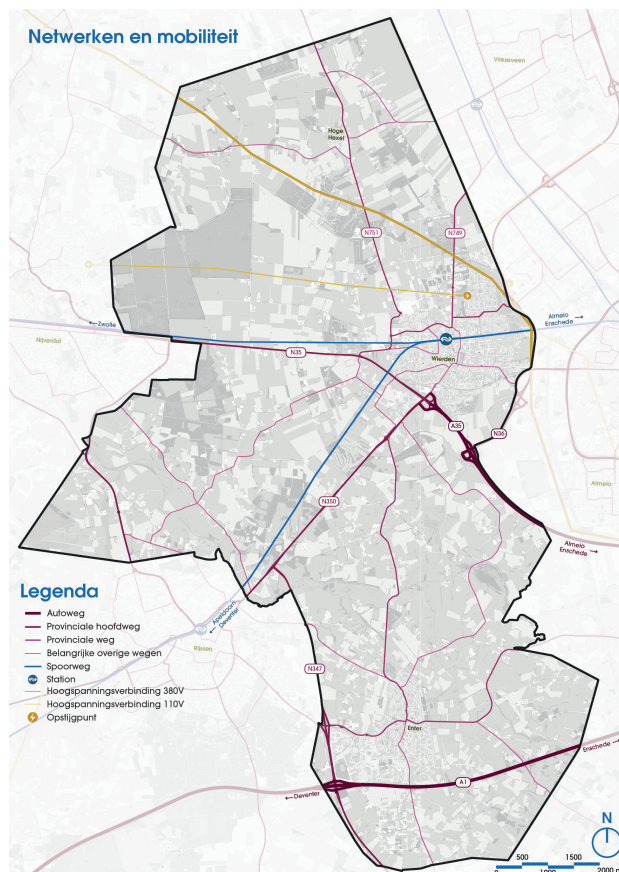 Netwerken en mobiliteit
Vriezeveen
Hoge
Hexel
N751
N749
← Zwolle
Almelo
Enschede →
Nijverdal
N35
Wierden
A35
N36
Almelo
N350
Almelo
Enschede →
Legenda
Autoweg
Provinciale hoofdweg
Provinciale weg
Belangrijke overige wegen
Spoorweg
Station
Hoogspanningsverbinding 380V
Hoogspanningsverbinding 110V
Opstijgpunt
Apeldoorn
Deventer
←
Rijssen
N347
Enter
Enschede →
A1
← Deventer
N
500 1500
0 1000 2000 m